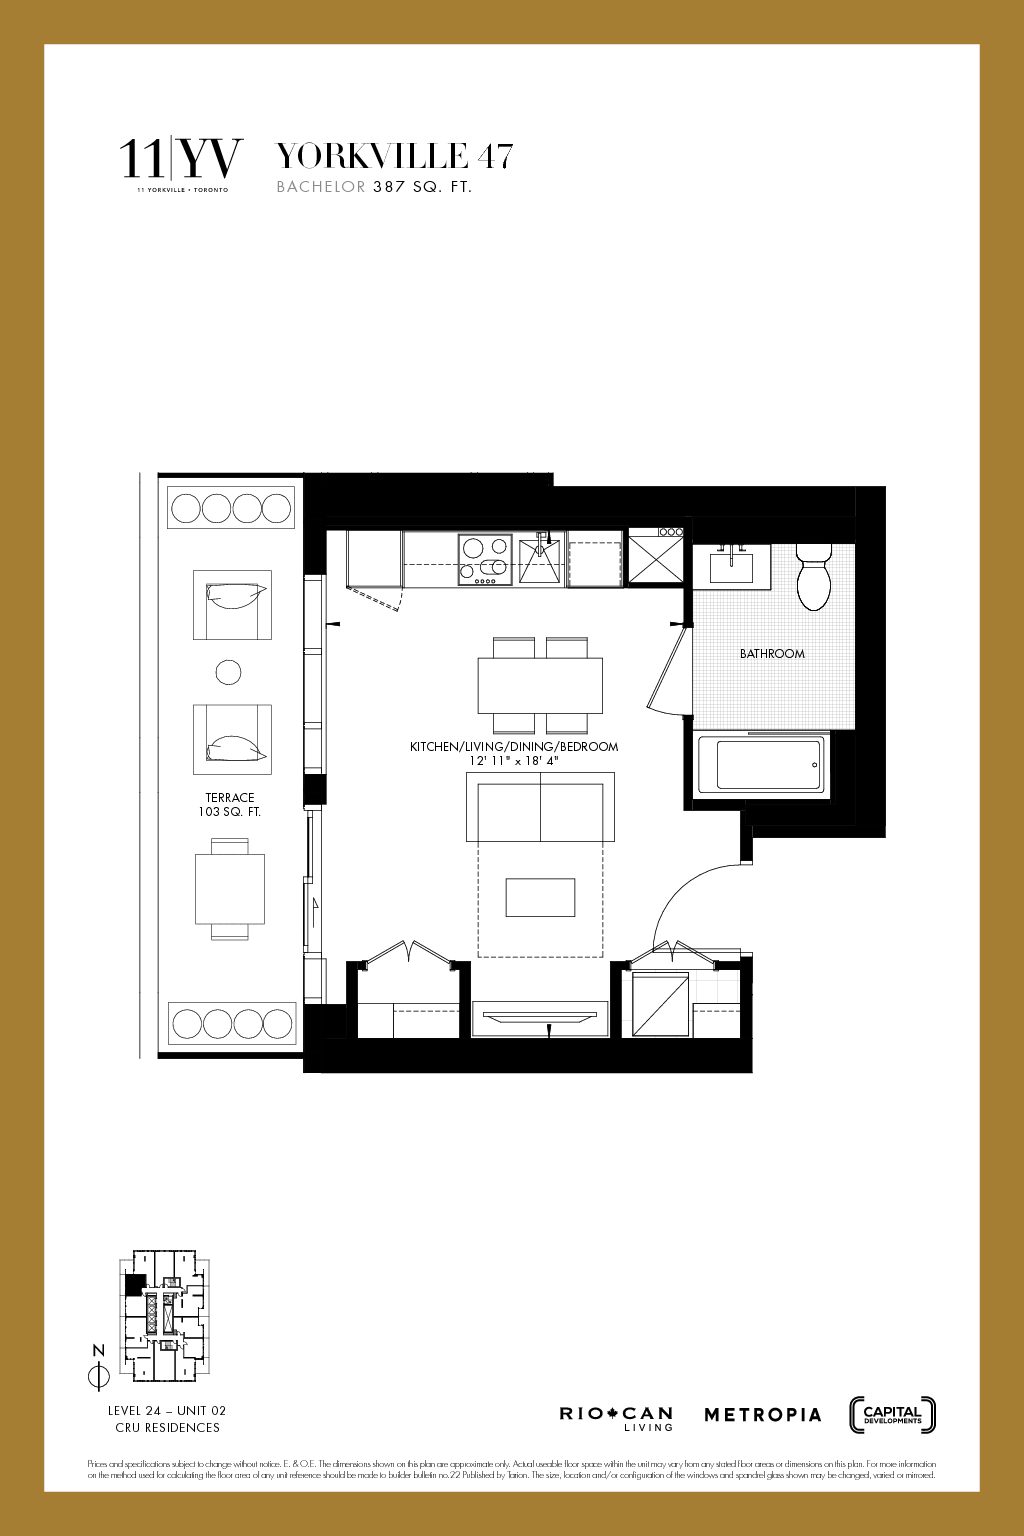 11|YV
11 YORKVILLE • TORONTO
YORKVILLE 47
BACHELOR 387 SQ. FT.
BATHROOM
KITCHEN/LIVING/DINING/BEDROOM
12' 11" x 18' 4"
TERRACE
103 SQ. FT.
N
LEVEL 24 – UNIT 02
CRU RESIDENCES
RIO CAN
LIVING
METROPIA
CAPITAL
DEVELOPMENTS
Prices and specifications subject to change without notice. E. & O.E. The dimensions shown on this plan are approximate only. Actual useable floor space within the unit may vary from any stated floor areas or dimensions on this plan. For more information
on the method used for calculating the floor area of any unit reference should be made to builder bulletin no.22 Published by Tarion. The size, location and/or configuration of the windows and spandrel glass shown may be changed, varied or mirrored.